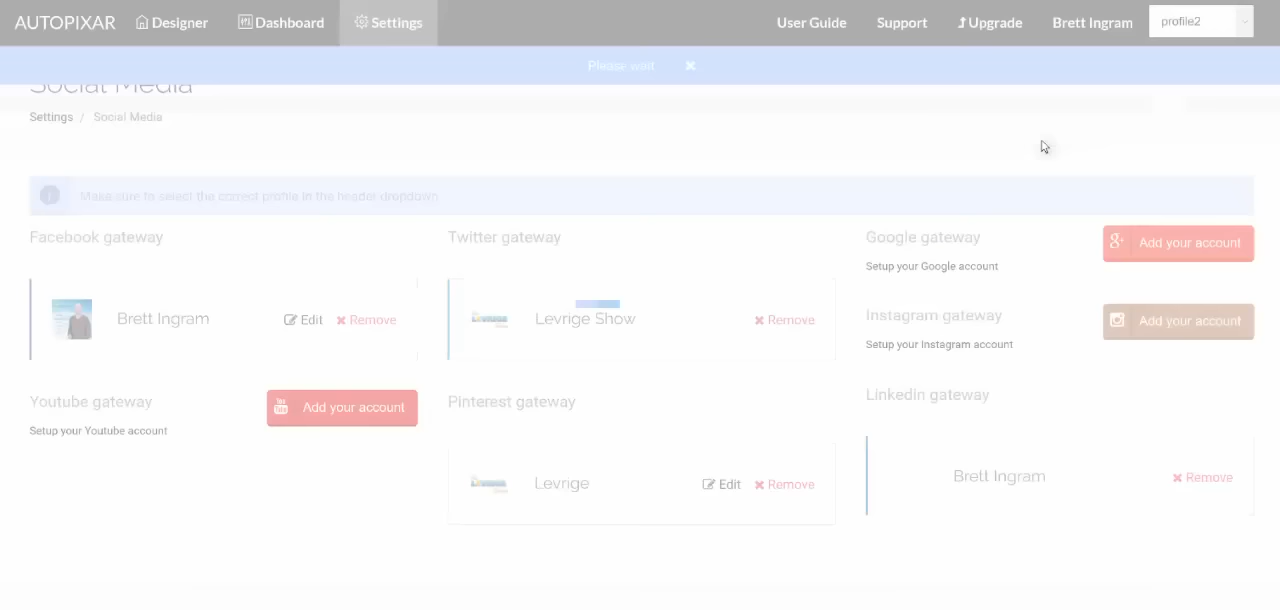 AUTOPIXAR Designer Dashboard Settings User Guide Support Upgrade Brett Ingram profile2
Please wait
Social Media
Settings / Social Media
Make sure to select the correct profile in the header dropdown
Facebook gateway
Brett Ingram Edit Remove
Twitter gateway
Levrige Show Remove
Google gateway
Setup your Google account
Add your account
Instagram gateway
Setup your Instagram account
Add your account
Youtube gateway
Setup your Youtube account
Add your account
Pinterest gateway
Levrige Edit Remove
Linkedin gateway
Brett Ingram Remove